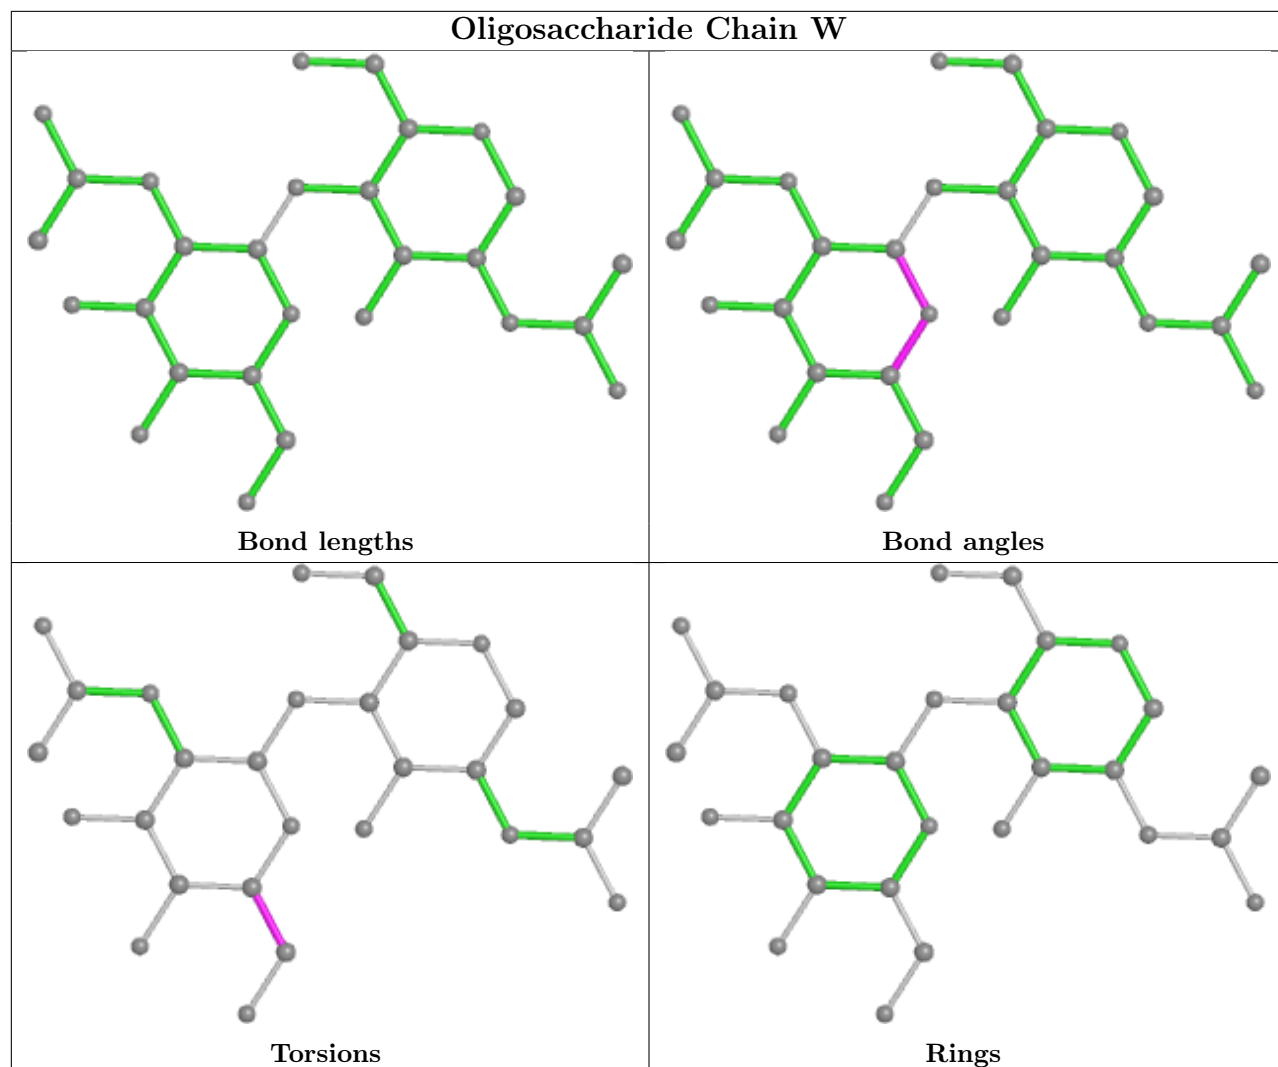 Oligosaccharide Chain W
Bond lengths
Bond angles
Torsions
Rings